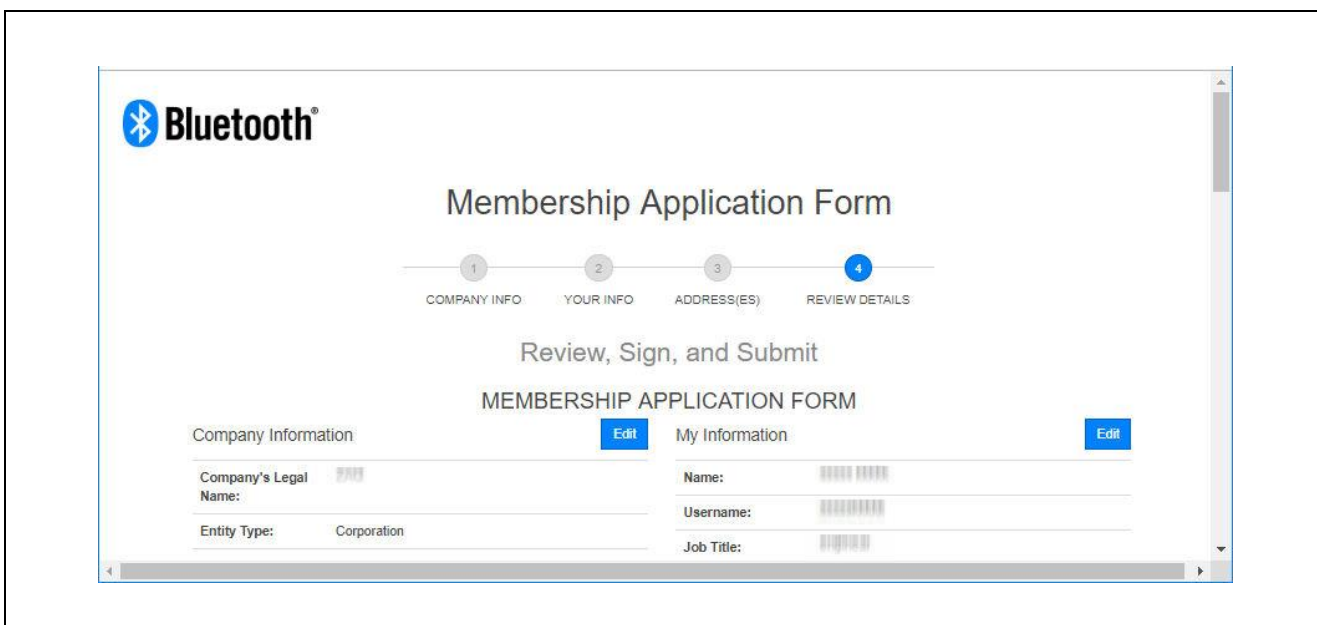 Bluetooth®
Membership Application Form
1 2 3 4
COMPANY INFO YOUR INFO ADDRESS(ES) REVIEW DETAILS
Review, Sign, and Submit
MEMBERSHIP APPLICATION FORM
Company Information Edit My Information Edit
Company's Legal Name:
Name:
Username:
Entity Type: Corporation
Job Title: